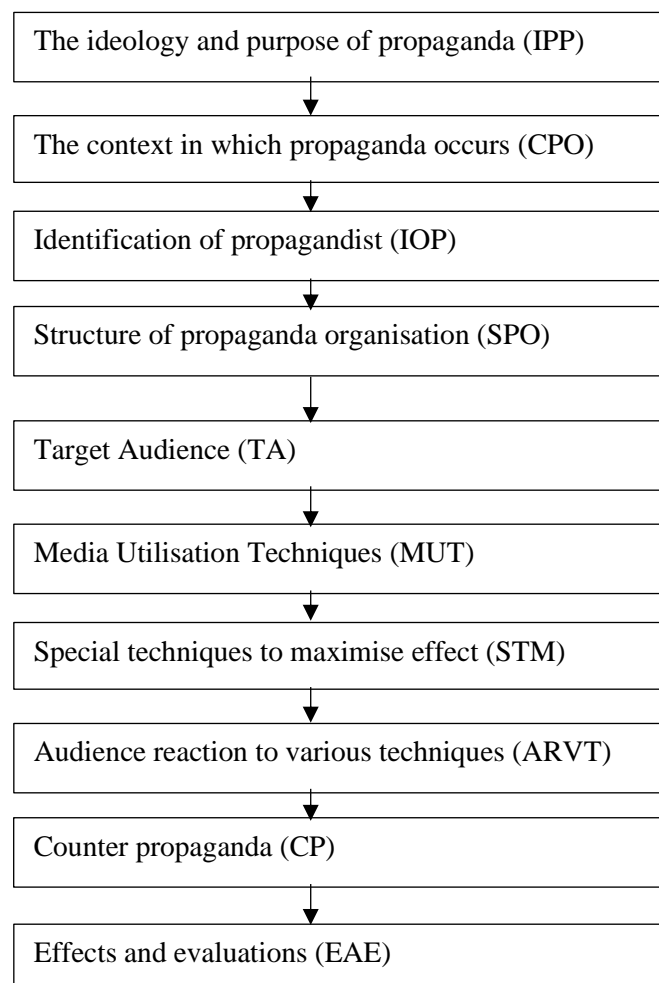 The ideology and purpose of propaganda (IPP)
The context in which propaganda occurs (CPO)
Identification of propagandist (IOP)
Structure of propaganda organisation (SPO)
Target Audience (TA)
Media Utilisation Techniques (MUT)
Special techniques to maximise effect (STM)
Audience reaction to various techniques (ARVT)
Counter propaganda (CP)
Effects and evaluations (EAE)